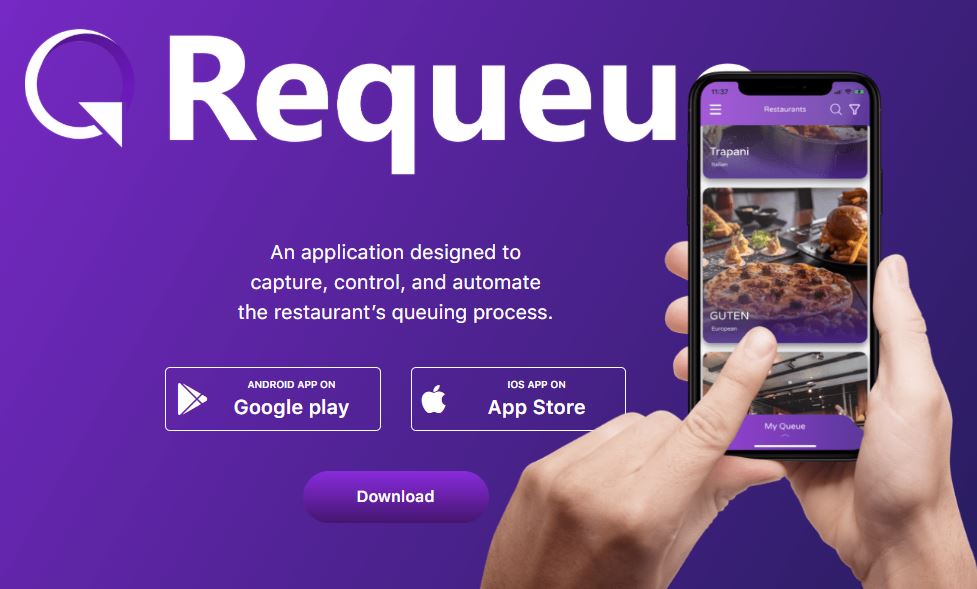 Requeue
An application designed to
capture, control, and automate
the restaurant’s queuing process.
ANDROID APP ON
Google play
IOS APP ON
App Store
Download
11:37
Restaurants
Trapani
Italian
GUTEN
European
My Queue